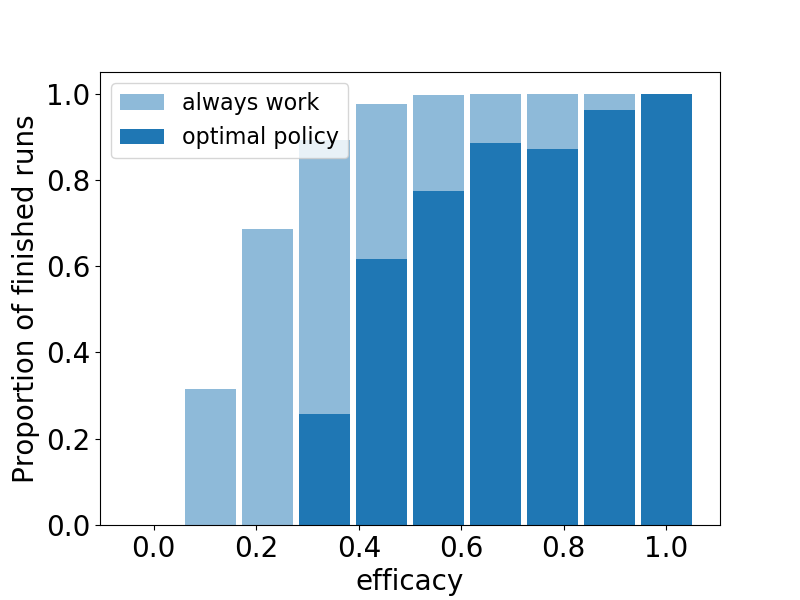 always work
optimal policy
Proportion of finished runs
1.0
0.8
0.6
0.4
0.2
0.0
0.0 0.2 0.4 0.6 0.8 1.0
efficacy